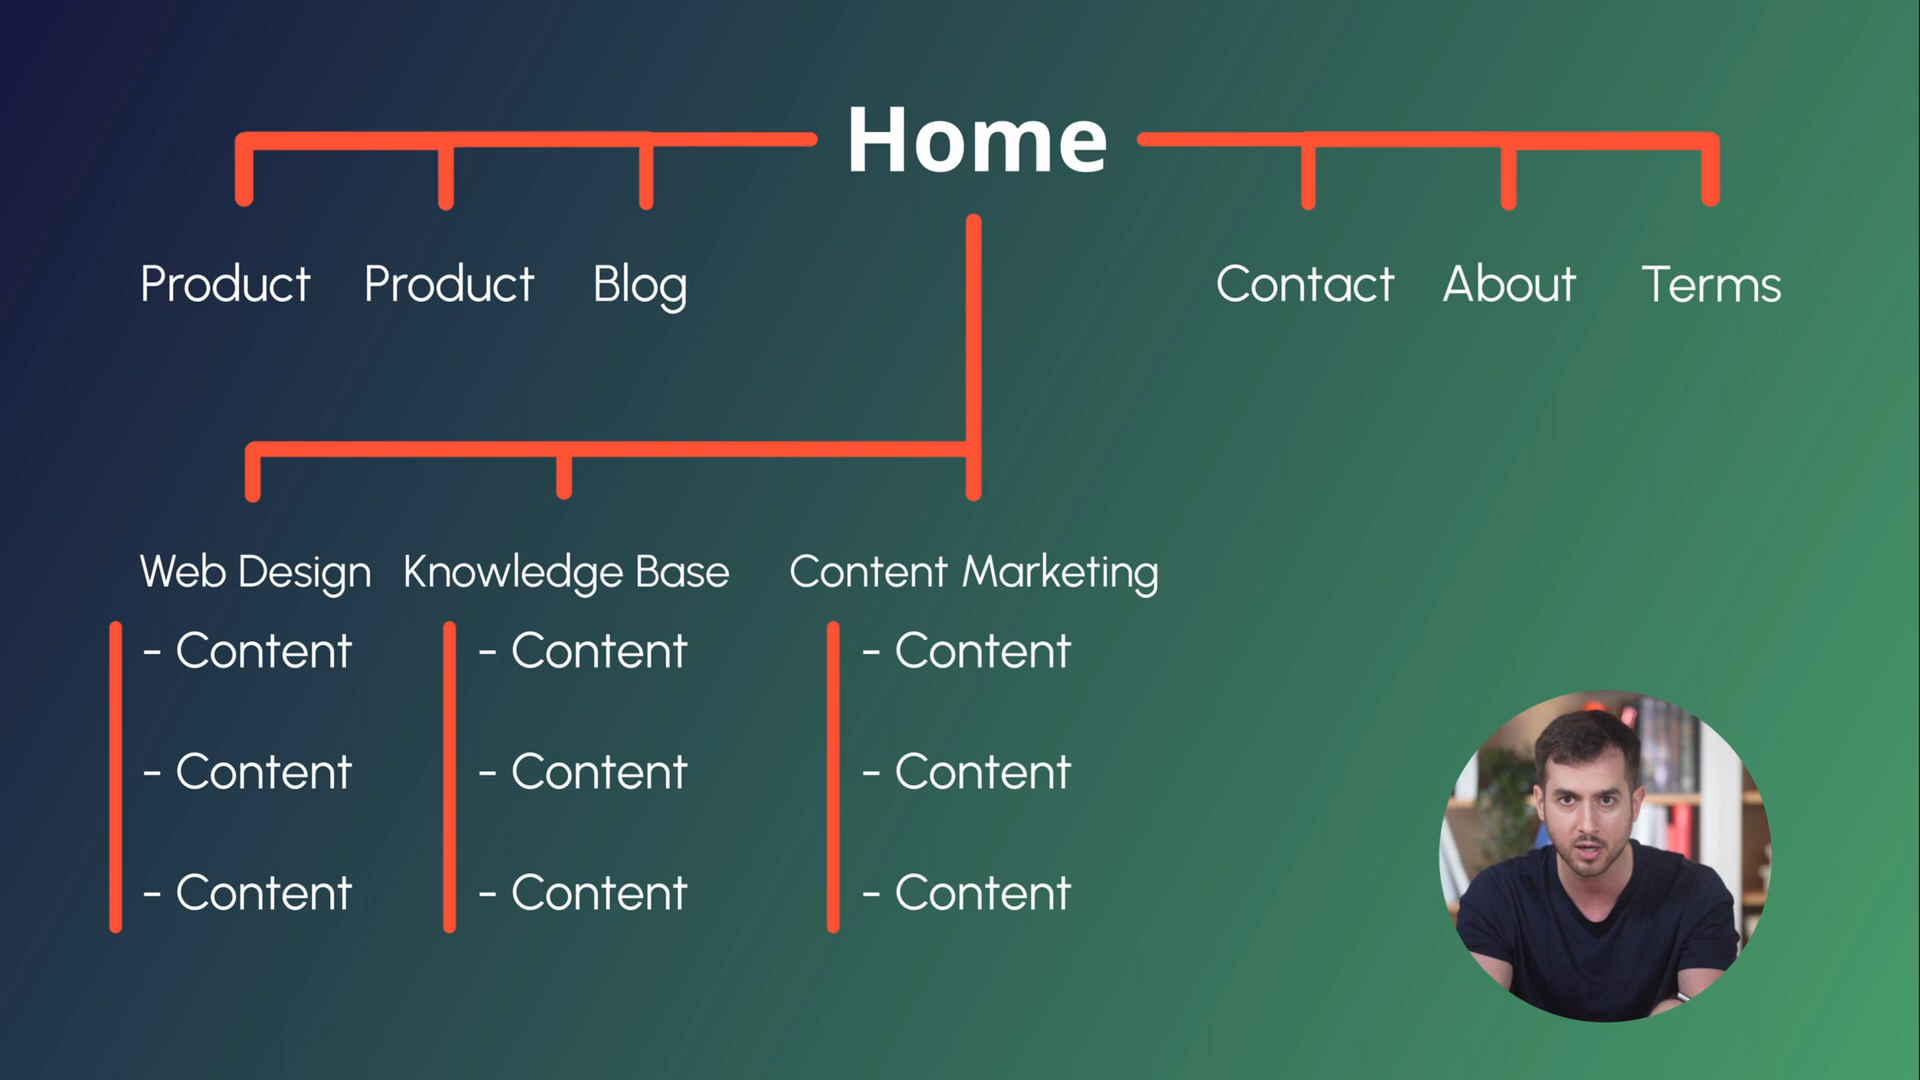 Home
Product Product Blog Contact About Terms
Web Design Knowledge Base Content Marketing
- Content - Content - Content
- Content - Content - Content
- Content - Content - Content